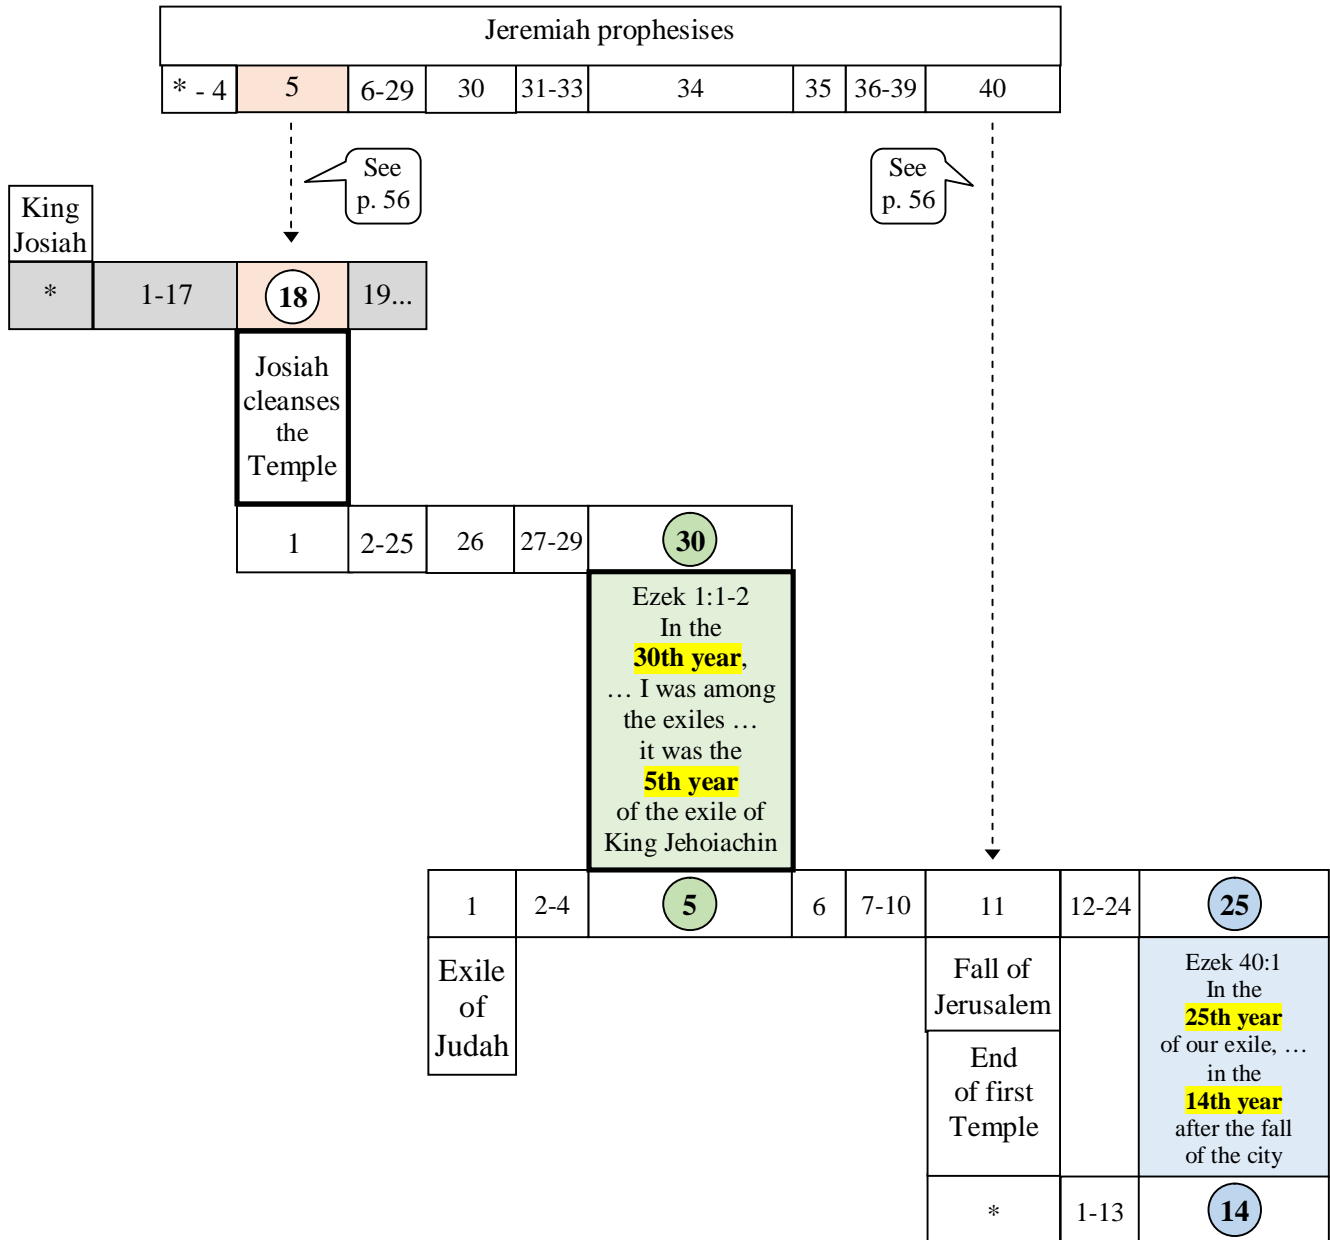 Jeremiah prophesises
* - 4 5 6-29 30 31-33 34 35 36-39 40
See
p. 56
See
p. 56
King
Josiah
* 1-17 18 19...
Josiah
cleanses
the
Temple
1 2-25 26 27-29 30
Ezek 1:1-2
In the
30th year,
… I was among
the exiles …
it was the
5th year
of the exile of
King Jehoiachin
1 2-4 5 6 7-10 11 12-24 25
Exile
of
Judah
Fall of
Jerusalem
End
of first
Temple
Ezek 40:1
In the
25th year
of our exile, …
in the
14th year
after the fall
of the city
* 1-13 14